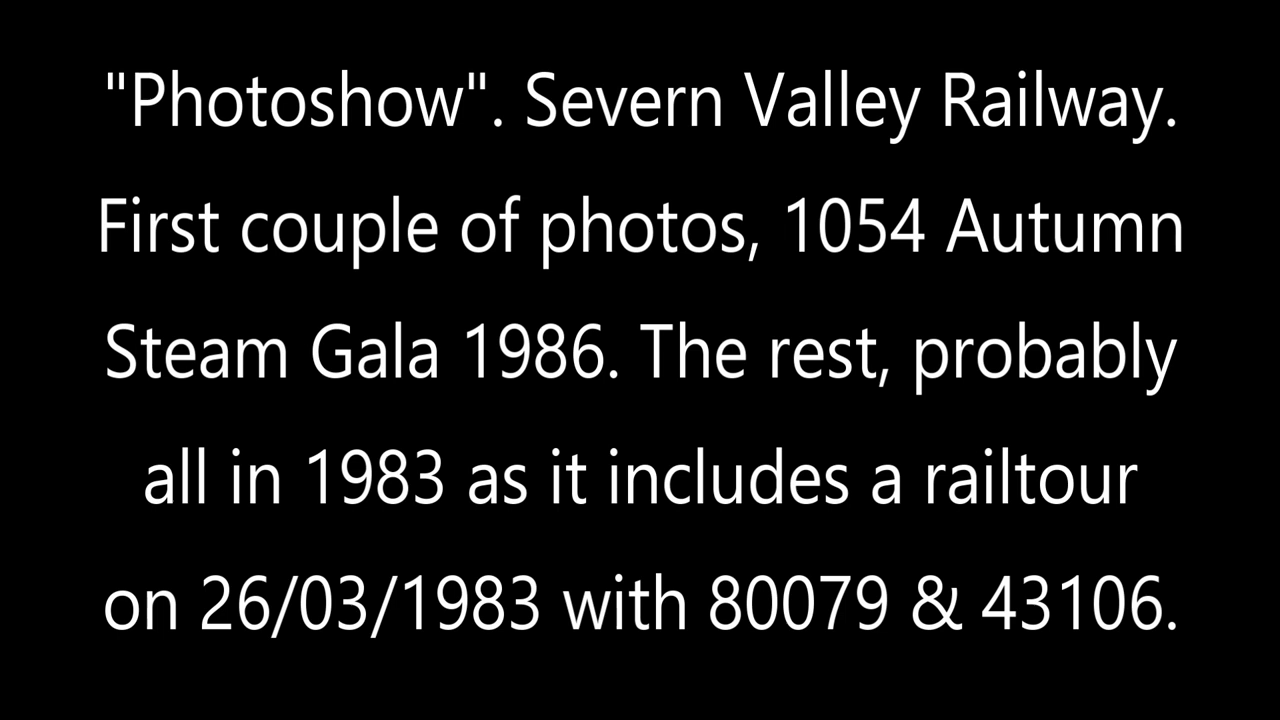 "Photoshow". Severn Valley Railway.
First couple of photos, 1054 Autumn
Steam Gala 1986. The rest, probably
all in 1983 as it includes a railtour
on 26/03/1983 with 80079 & 43106.